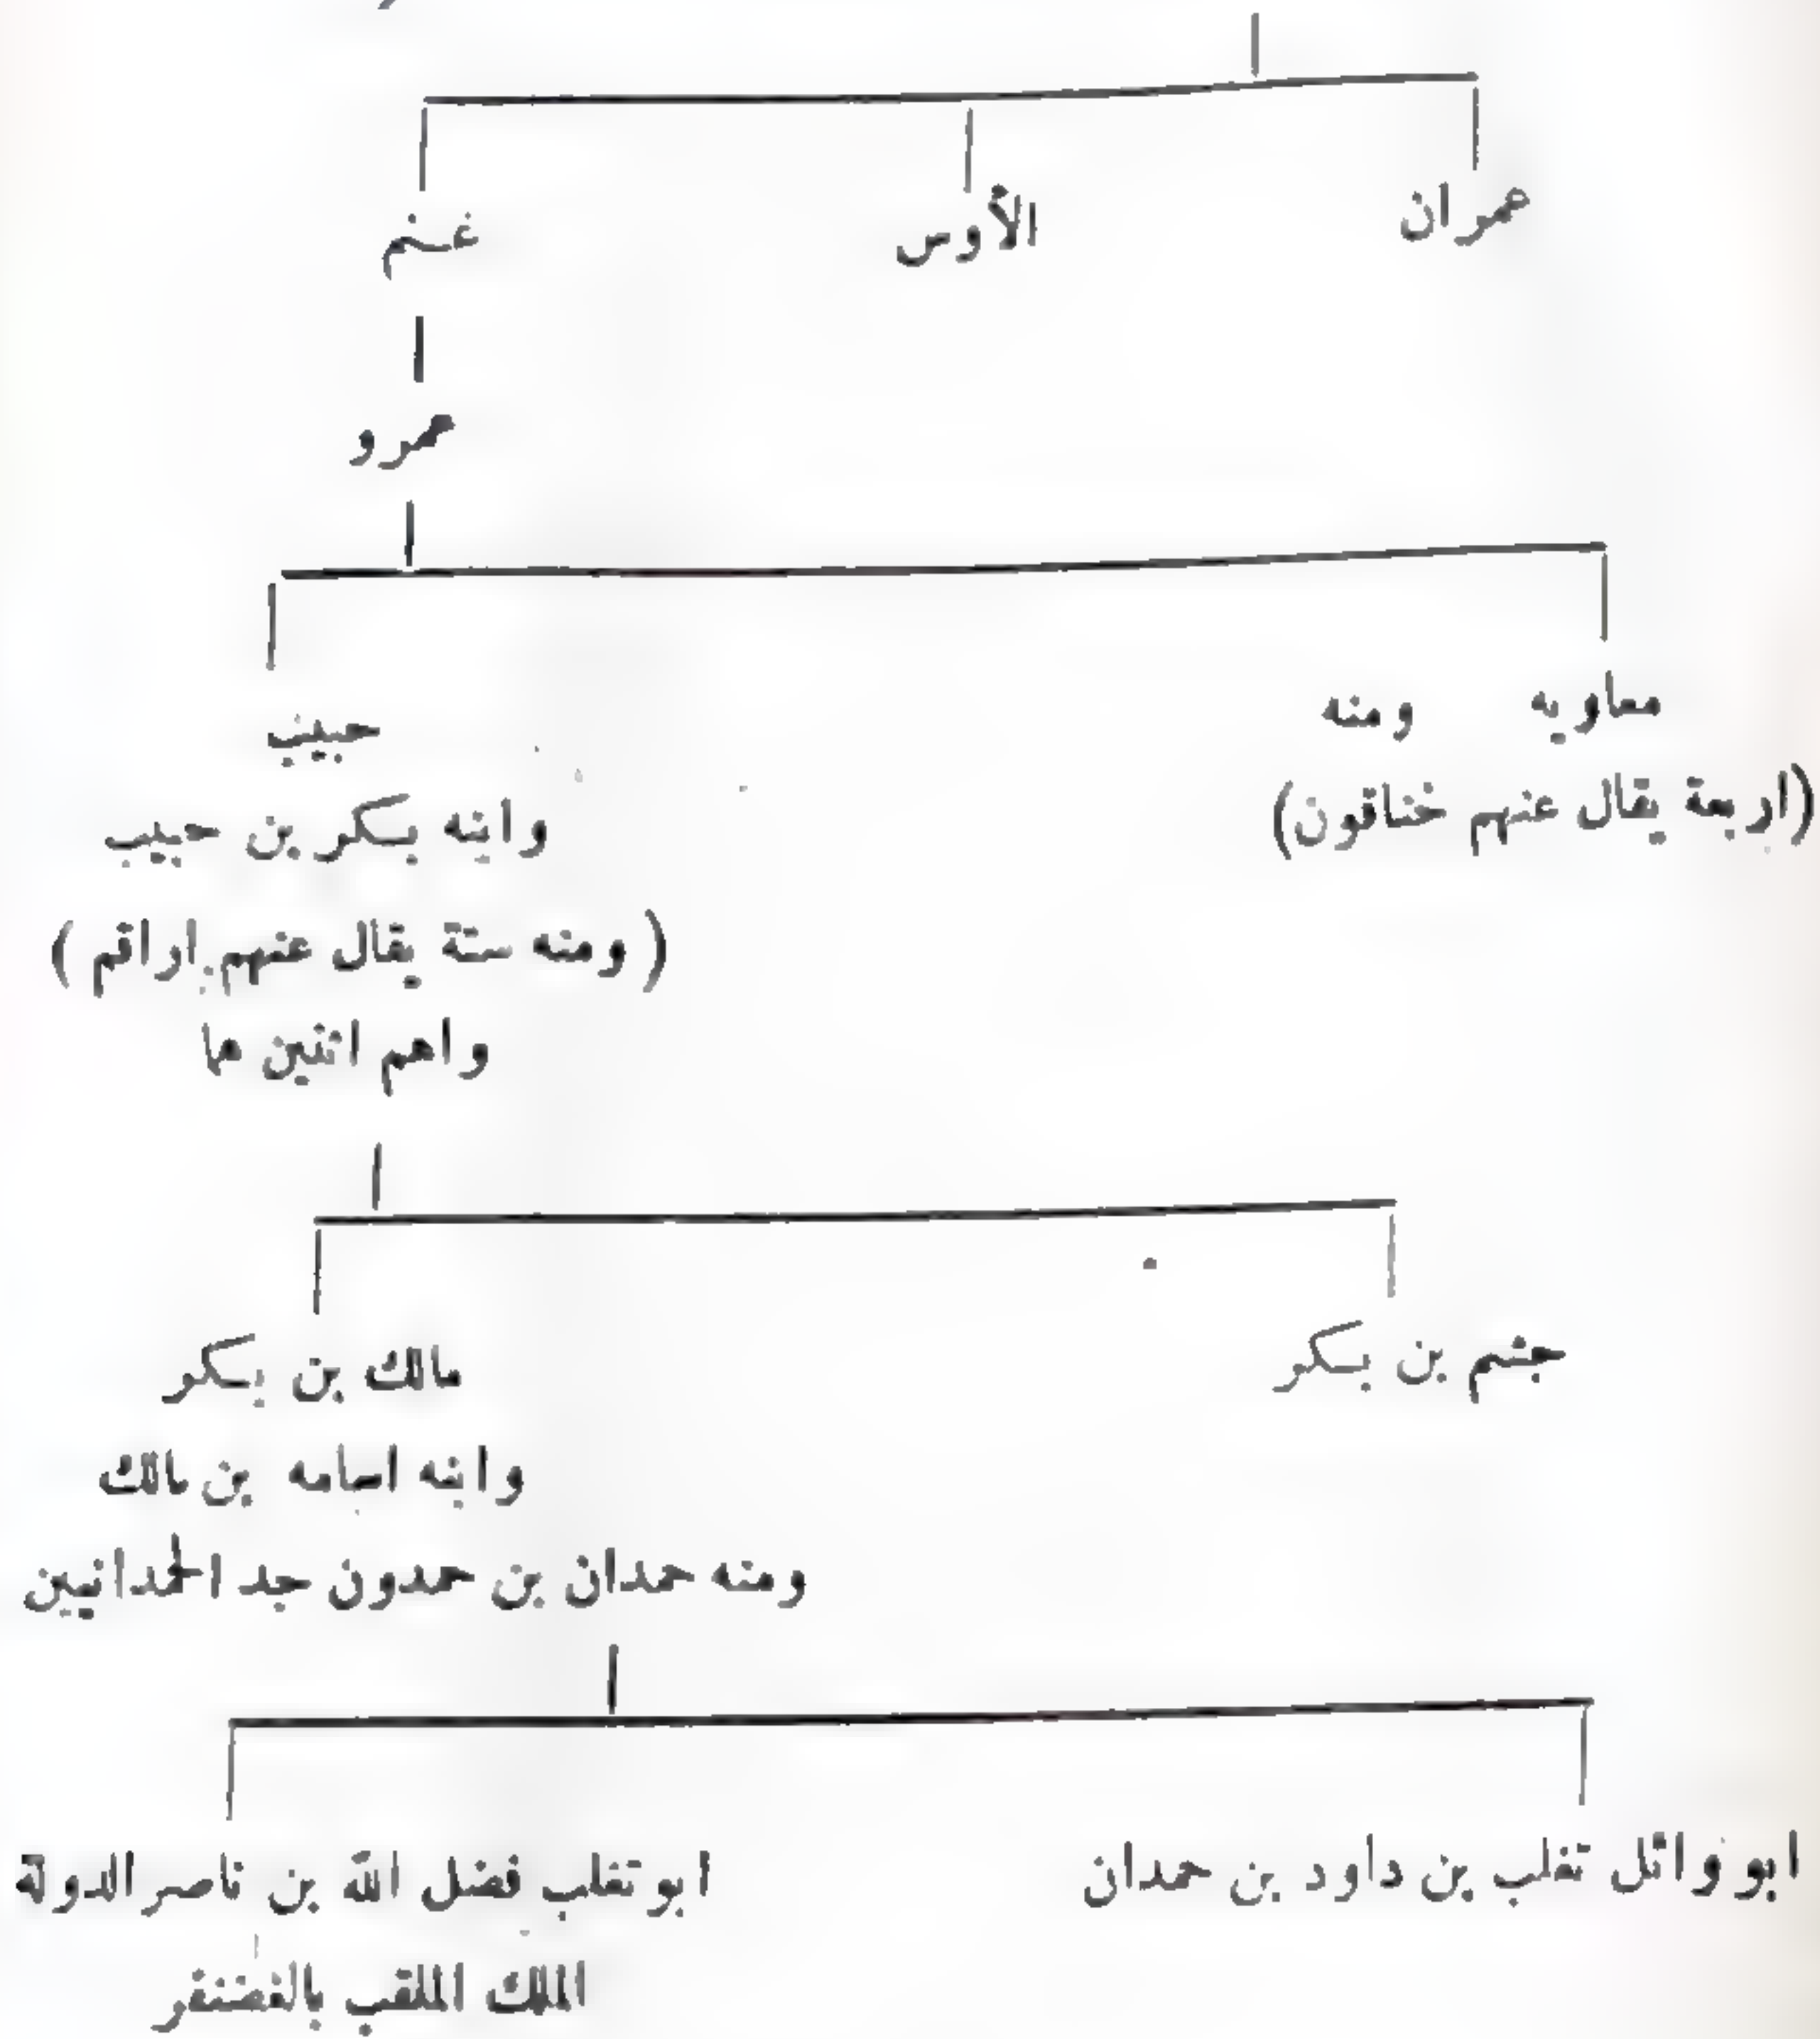 عمران
الأوس
غنم
عمرو
معاويه ومنه
(اربعة يقال عنهم خناقون)
حبيب
وابنه بكر بن حبيب
(ومنه ستة يقال عنهم اراقم)
واهم اثنين هما
جشم بن بكر
مالك بن بكر
وابنه اسامه بن مالك
ومنه حمدان بن حمدون جد الحمدانيين
ابو وائل تغلب بن داود بن حمدان
ابو تغلب فضل الله بن ناصر الدولة
الملك الملقب بالغضنفر